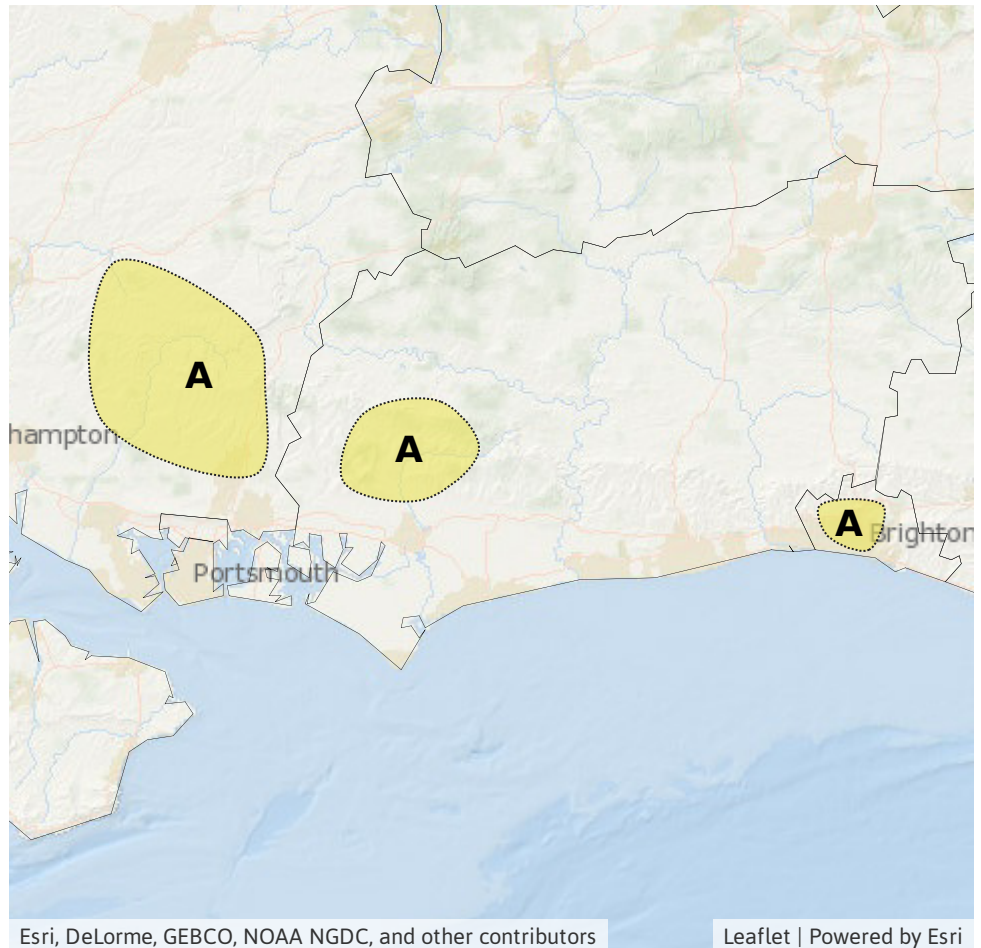 A
A
hampton
A
Brighton
Portsmouth
Esri, DeLorme, GEBCO, NOAA NGDC, and other contributors
Leaflet | Powered by Esri